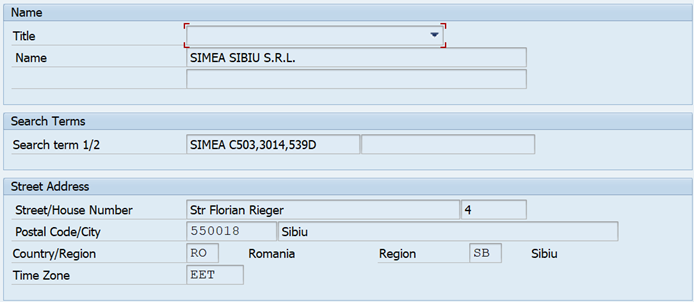 Name
Title
Name SIMEA SIBIU S.R.L.
Search Terms
Search term 1/2 SIMEA C503,3014,539D
Street Address
Street/House Number Str Florian Rieger 4
Postal Code/City 550018 Sibiu
Country/Region RO Romania Region SB Sibiu
Time Zone EET